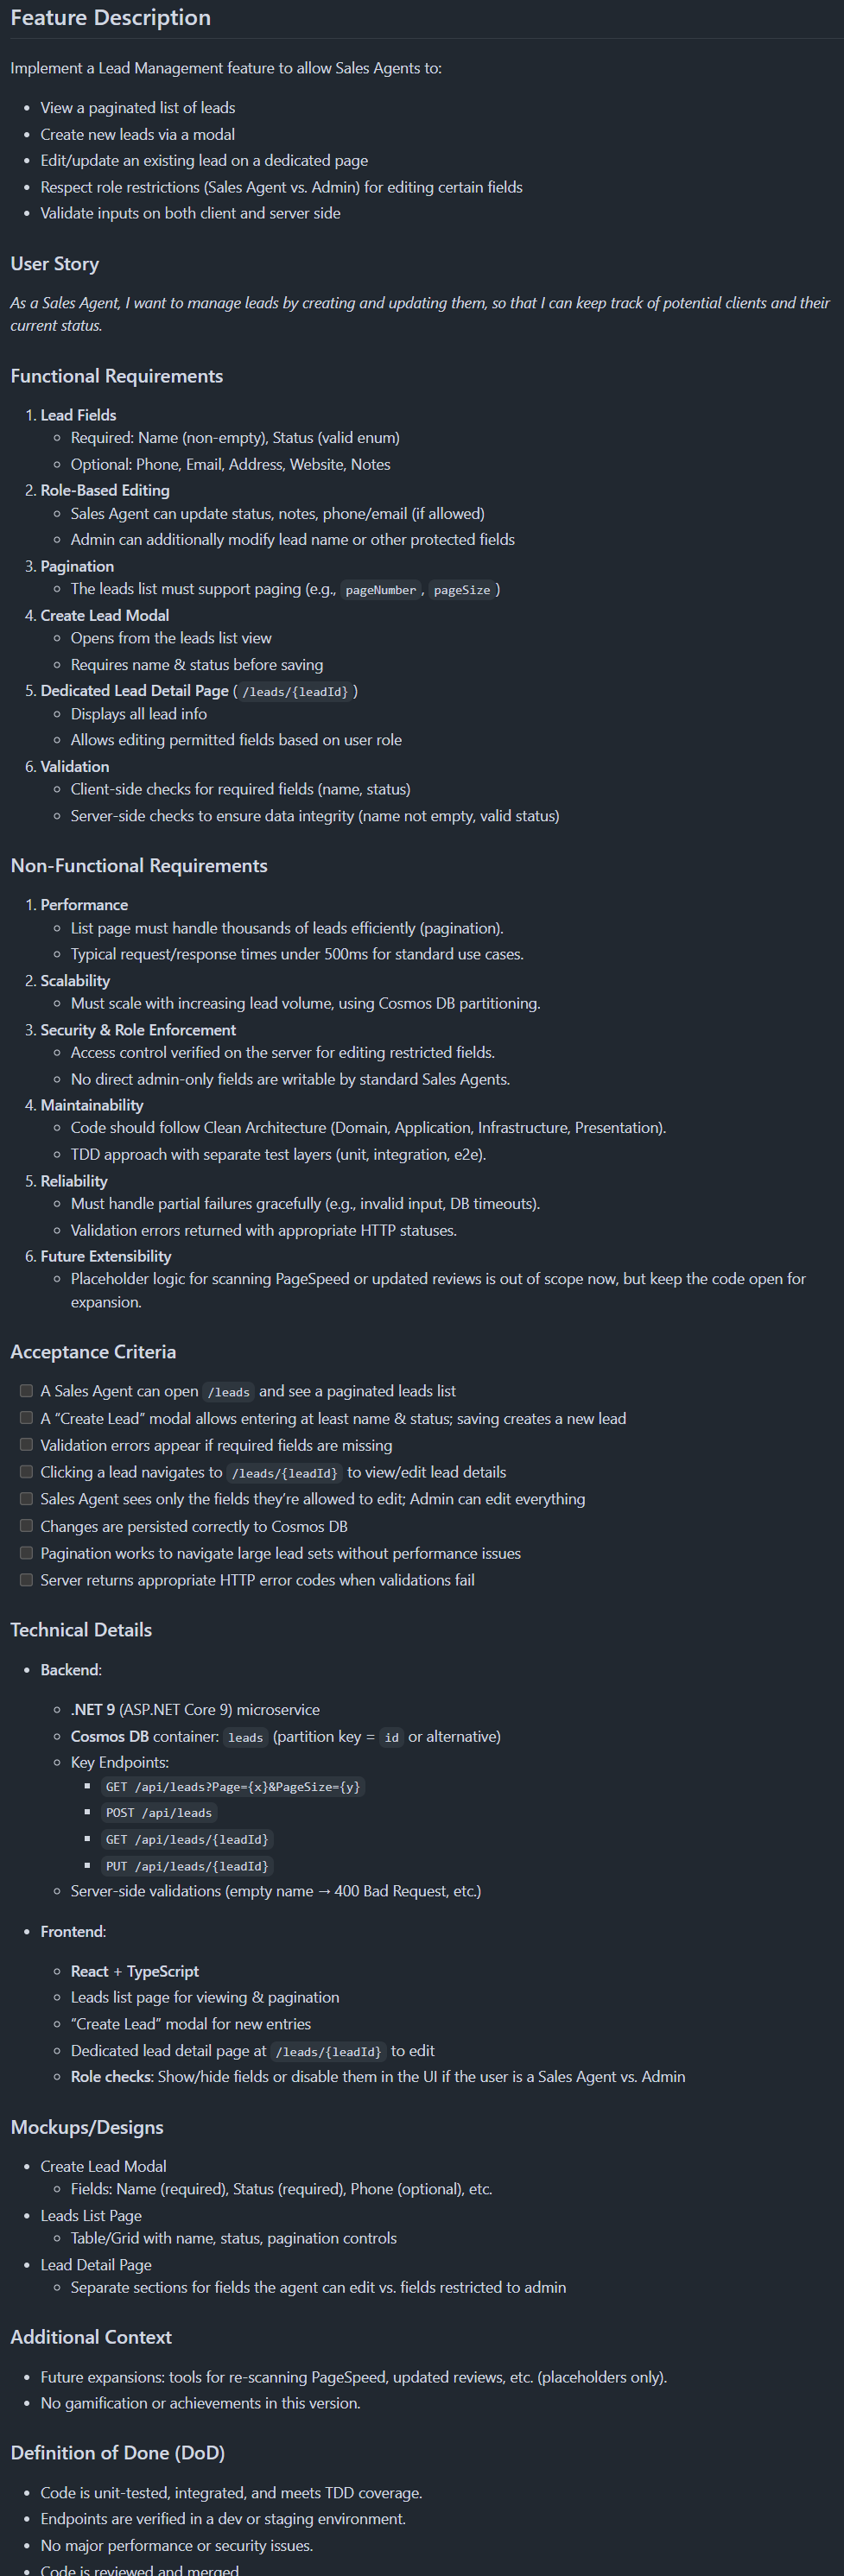 Feature Description
Implement a Lead Management feature to allow Sales Agents to:
View a paginated list of leads
Create new leads via a modal
Edit/update an existing lead on a dedicated page
Respect role restrictions (Sales Agent vs. Admin) for editing certain fields
Validate inputs on both client and server side
User Story
As a Sales Agent, I want to manage leads by creating and updating them, so that I can keep track of potential clients and their
current status.
Functional Requirements
1. Lead Fields
Required: Name (non-empty), Status (valid enum)
Optional: Phone, Email, Address, Website, Notes
2. Role-Based Editing
Sales Agent can update status, notes, phone/email (if allowed)
Admin can additionally modify lead name or other protected fields
3. Pagination
The leads list must support paging (e.g., pageNumber, pageSize)
4. Create Lead Modal
Opens from the leads list view
Requires name & status before saving
5. Dedicated Lead Detail Page (/leads/{leadId})
Displays all lead info
Allows editing permitted fields based on user role
6. Validation
Client-side checks for required fields (name, status)
Server-side checks to ensure data integrity (name not empty, valid status)
Non-Functional Requirements
1. Performance
List page must handle thousands of leads efficiently (pagination).
Typical request/response times under 500ms for standard use cases.
2. Scalability
Must scale with increasing lead volume, using Cosmos DB partitioning.
3. Security & Role Enforcement
Access control verified on the server for editing restricted fields.
No direct admin-only fields are writable by standard Sales Agents.
4. Maintainability
Code should follow Clean Architecture (Domain, Application, Infrastructure, Presentation).
TDD approach with separate test layers (unit, integration, e2e).
5. Reliability
Must handle partial failures gracefully (e.g., invalid input, DB timeouts).
Validation errors returned with appropriate HTTP statuses.
6. Future Extensibility
Placeholder logic for scanning PageSpeed or updated reviews is out of scope now, but keep the code open for
expansion.
Acceptance Criteria
A Sales Agent can open /leads and see a paginated leads list
A “Create Lead” modal allows entering at least name & status; saving creates a new lead
Validation errors appear if required fields are missing
Clicking a lead navigates to /leads/{leadId} to view/edit lead details
Sales Agent sees only the fields they’re allowed to edit; Admin can edit everything
Changes are persisted correctly to Cosmos DB
Pagination works to navigate large lead sets without performance issues
Server returns appropriate HTTP error codes when validations fail
Technical Details
Backend:
.NET 9 (ASP.NET Core 9) microservice
Cosmos DB container: leads (partition key = id or alternative)
Key Endpoints:
GET /api/leads?Page={x}&PageSize={y}
POST /api/leads
GET /api/leads/{leadId}
PUT /api/leads/{leadId}
Server-side validations (empty name → 400 Bad Request, etc.)
Frontend:
React + TypeScript
Leads list page for viewing & pagination
“Create Lead” modal for new entries
Dedicated lead detail page at /leads/{leadId} to edit
Role checks: Show/hide fields or disable them in the UI if the user is a Sales Agent vs. Admin
Mockups/Designs
Create Lead Modal
Fields: Name (required), Status (required), Phone (optional), etc.
Leads List Page
Table/Grid with name, status, pagination controls
Lead Detail Page
Separate sections for fields the agent can edit vs. fields restricted to admin
Additional Context
Future expansions: tools for re-scanning PageSpeed, updated reviews, etc. (placeholders only).
No gamification or achievements in this version.
Definition of Done (DoD)
Code is unit-tested, integrated, and meets TDD coverage.
Endpoints are verified in a dev or staging environment.
No major performance or security issues.
Code is reviewed and merged